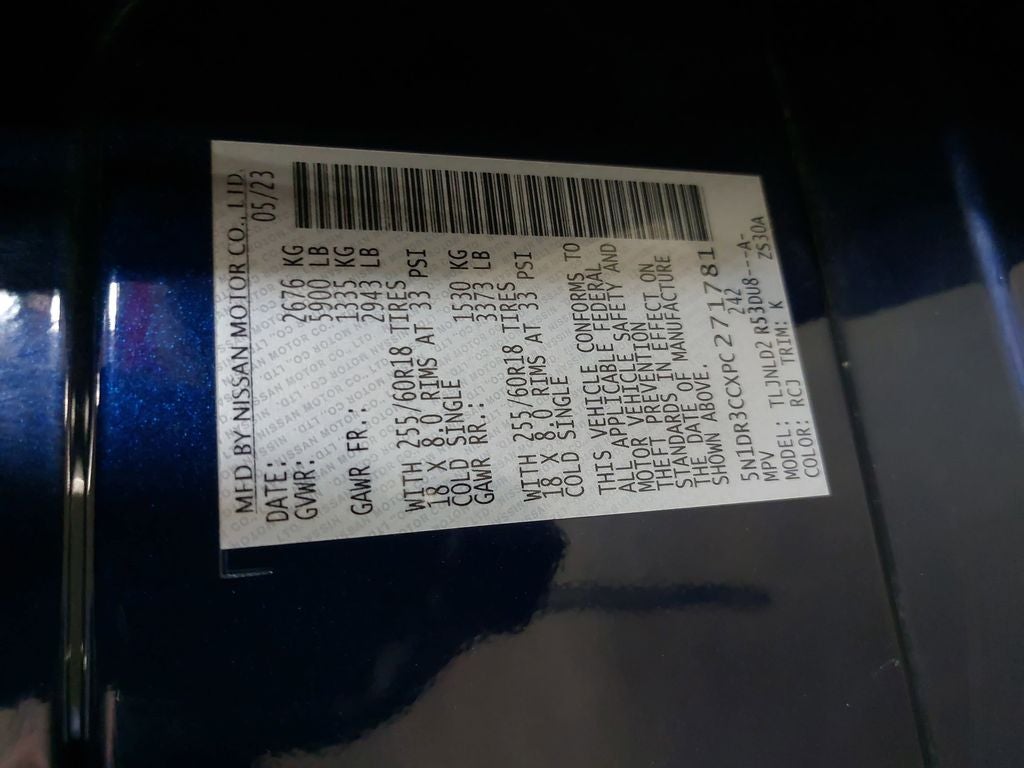 MFD BY NISSAN MOTOR CO., LTD.
DATE: 05/23
GVWR: 2676 KG
5900 LB
GAWR FR.: 1335 KG
2943 LB
WITH 255/60R18 TIRES
18 X 8.0 RIMS AT 33 PSI
COLD SINGLE
GAWR RR.: 1530 KG
3373 LB
WITH 255/60R18 TIRES
18 X 8.0 RIMS AT 33 PSI
COLD SINGLE
THIS VEHICLE CONFORMS TO
ALL APPLICABLE FEDERAL
MOTOR VEHICLE SAFETY AND
THEFT PREVENTION
STANDARDS IN EFFECT ON
THE DATE OF MANUFACTURE
SHOWN ABOVE.
5N1DR3CCXPC271781
MPV 242
MODEL: TLJNLD2 R53DU8---A-
COLOR: RCJ TRIM: K ZS30A